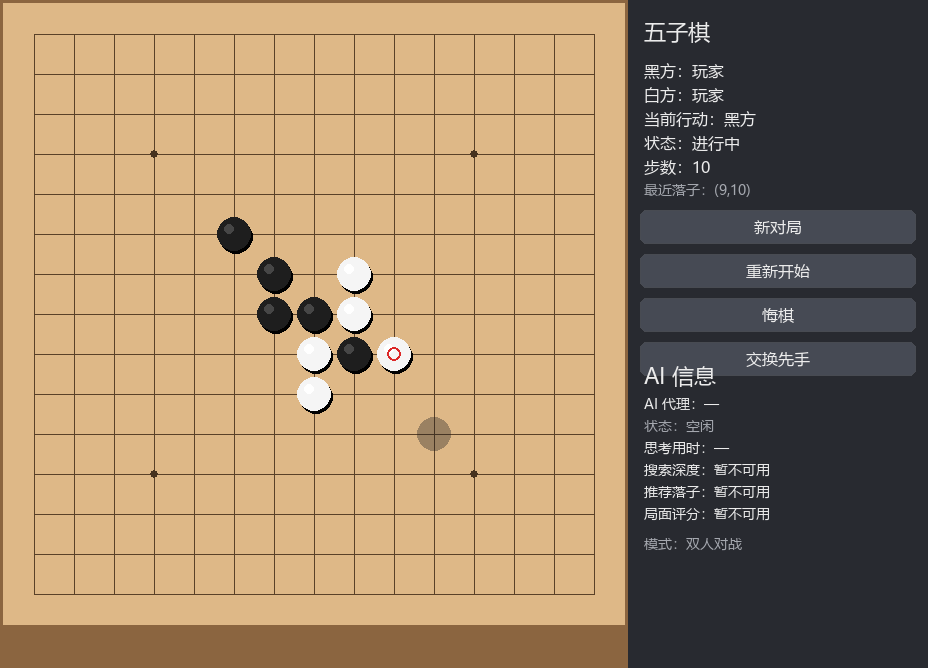 五子棋
黑方：玩家
白方：玩家
当前行动：黑方
状态：进行中
步数：10
最近落子：(9,10)
新对局
重新开始
悔棋
交换先手
AI 信息
AI 代理：—
状态：空闲
思考用时：—
搜索深度：暂不可用
推荐落子：暂不可用
局面评分：暂不可用
模式：双人对战